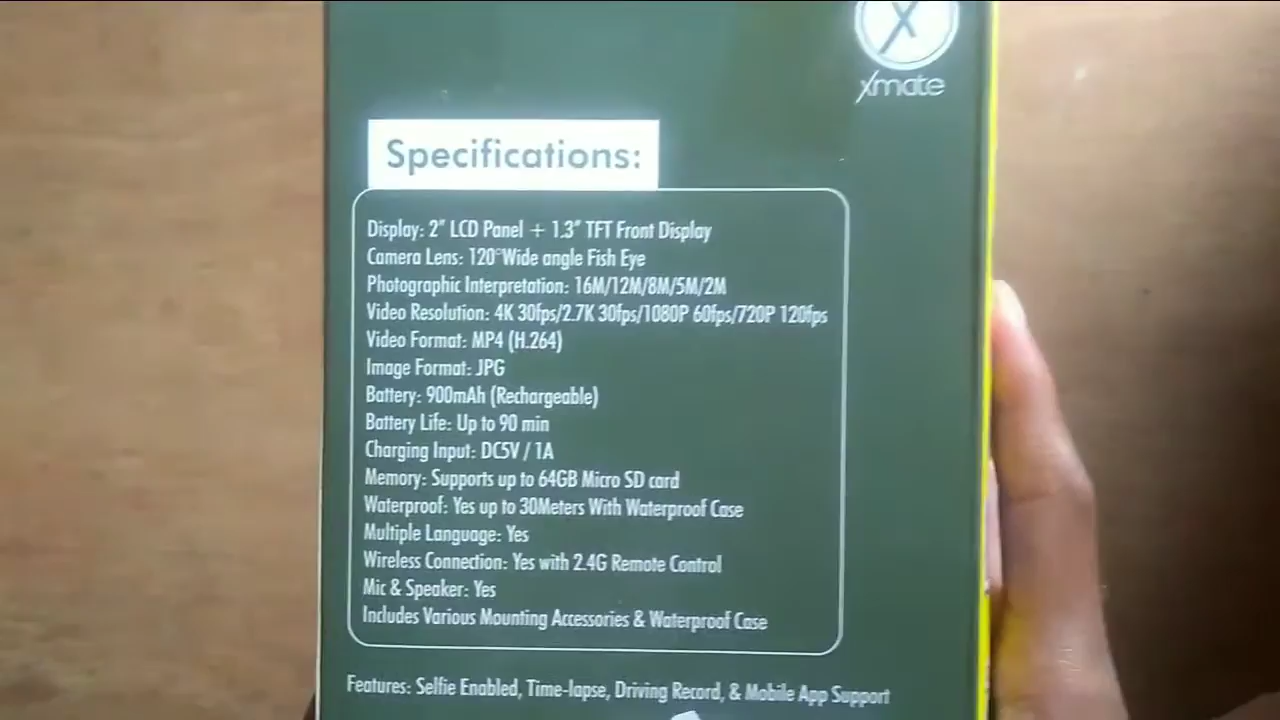 X
xmate
Specifications:
Display: 2" LCD Panel + 1.3" TFT Front Display
Camera Lens: 120°Wide angle Fish Eye
Photographic Interpretation: 16M/12M/8M/5M/2M
Video Resolution: 4K 30fps/2.7K 30fps/1080P 60fps/720P 120fps
Video Format: MP4 (H.264)
Image Format: JPG
Battery: 900mAh (Rechargeable)
Battery Life: Up to 90 min
Charging Input: DC5V / 1A
Memory: Supports up to 64GB Micro SD card
Waterproof: Yes up to 30Meters With Waterproof Case
Multiple Language: Yes
Wireless Connection: Yes with 2.4G Remote Control
Mic & Speaker: Yes
Includes Various Mounting Accessories & Waterproof Case
Features: Selfie Enabled, Time-lapse, Driving Record, & Mobile App Support